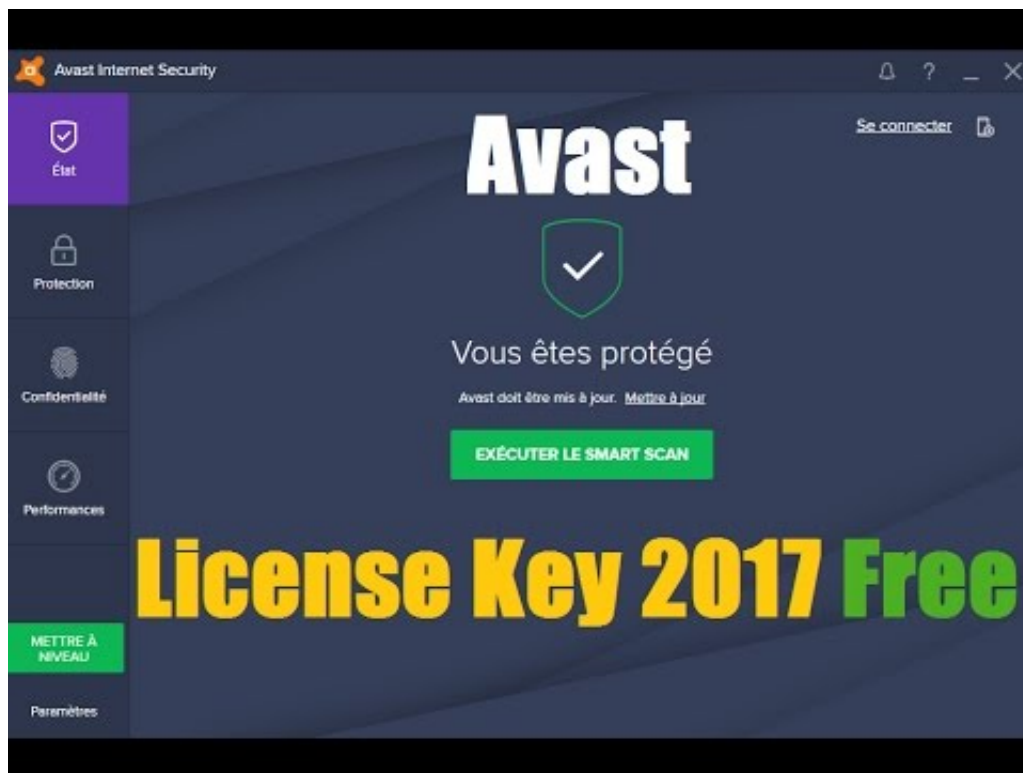 Avast Internet Security
?
Se connecter
État
Avast
Protection
Vous êtes protégé
Confidentialité
Avast doit être mis à jour. Mettre à jour
EXÉCUTER LE SMART SCAN
Performances
License Key 2017 Free
METTRE À
NIVEAU
Paramètres